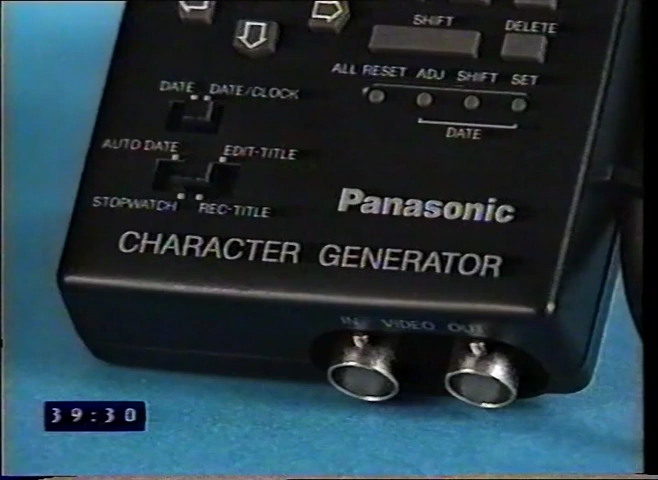 SHIFT
DELETE
ALL RESET ADJ SHIFT SET
DATE DATE/CLOCK
DATE
AUTO DATE EDIT-TITLE
STOPWATCH REC-TITLE
Panasonic
CHARACTER GENERATOR
IN VIDEO OUT
39:30